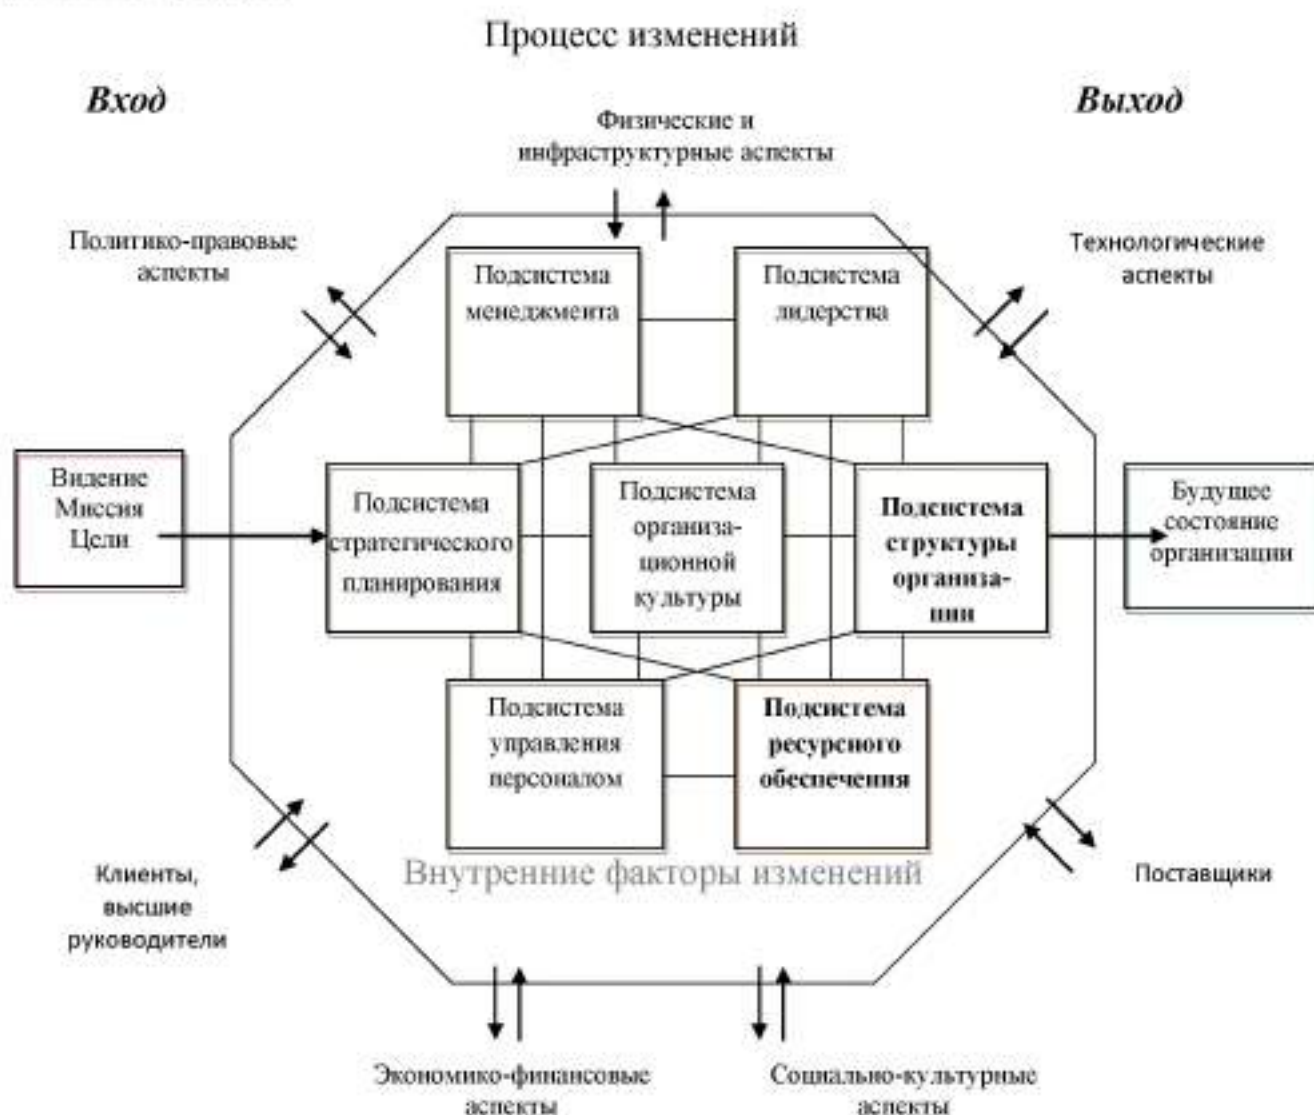 Процесс изменений
Вход
Выход
Физические и
инфраструктурные аспекты
Политико-правовые
аспекты
Технологические
аспекты
Подсистема
менеджмента
Подсистема
лидерства
Видение
Миссия
Цели
Подсистема
стратегического
планирования
Подсистема
организа-
ционной
культуры
Подсистема
структуры
организа-
ции
Будущее
состояние
организации
Подсистема
управления
персоналом
Подсистема
ресурсного
обеспечения
Внутренние факторы изменений
Клиенты,
высшие
руководители
Поставщики
Экономико-финансовые
аспекты
Социально-культурные
аспекты